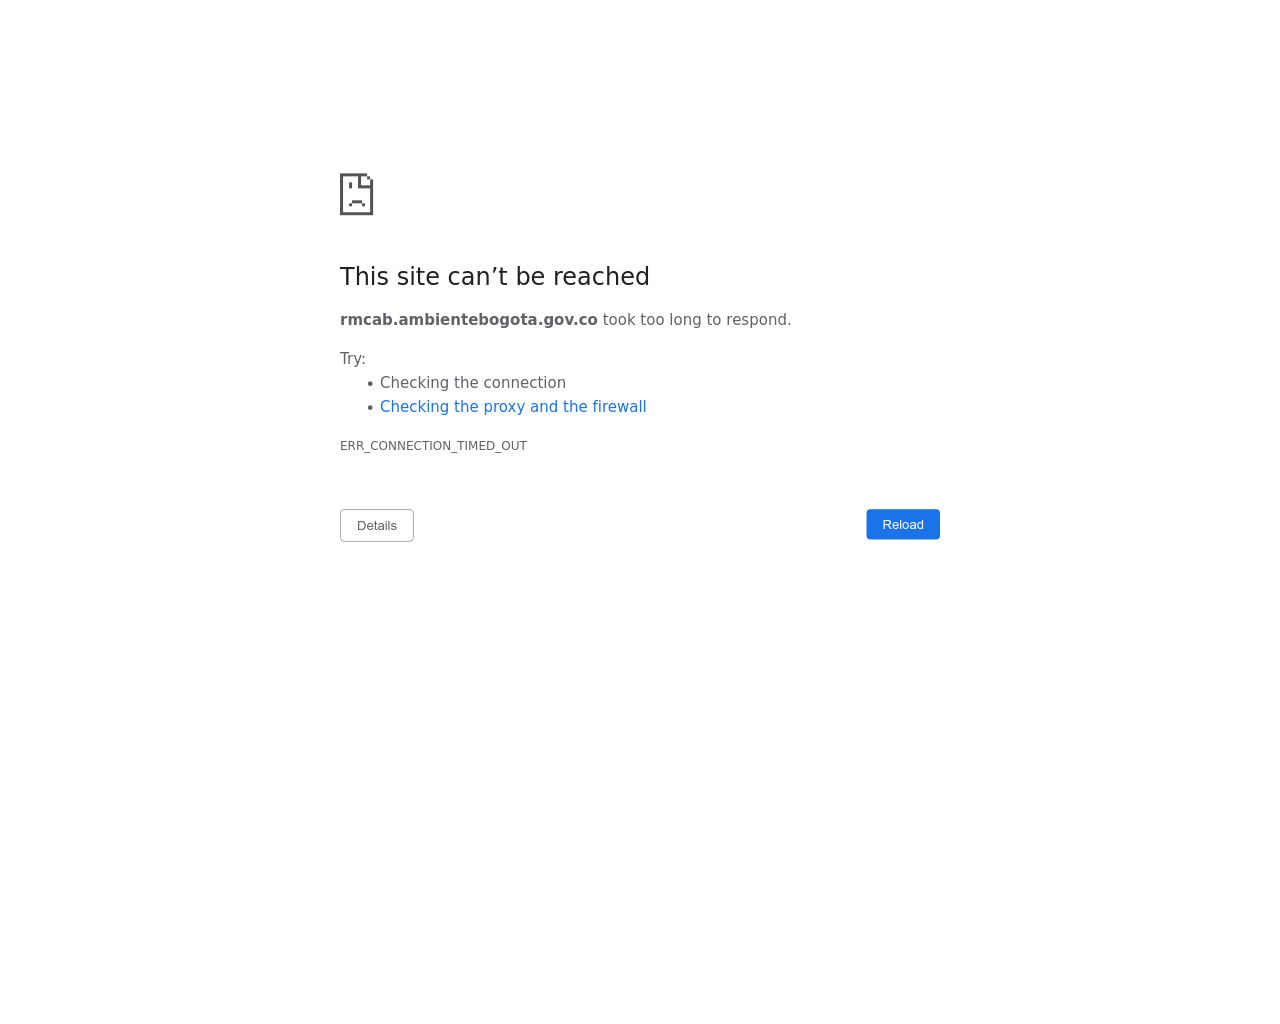 This site can’t be reached
rmcab.ambientebogota.gov.co took too long to respond.
Try:
• Checking the connection
• Checking the proxy and the firewall
ERR_CONNECTION_TIMED_OUT
Details
Reload